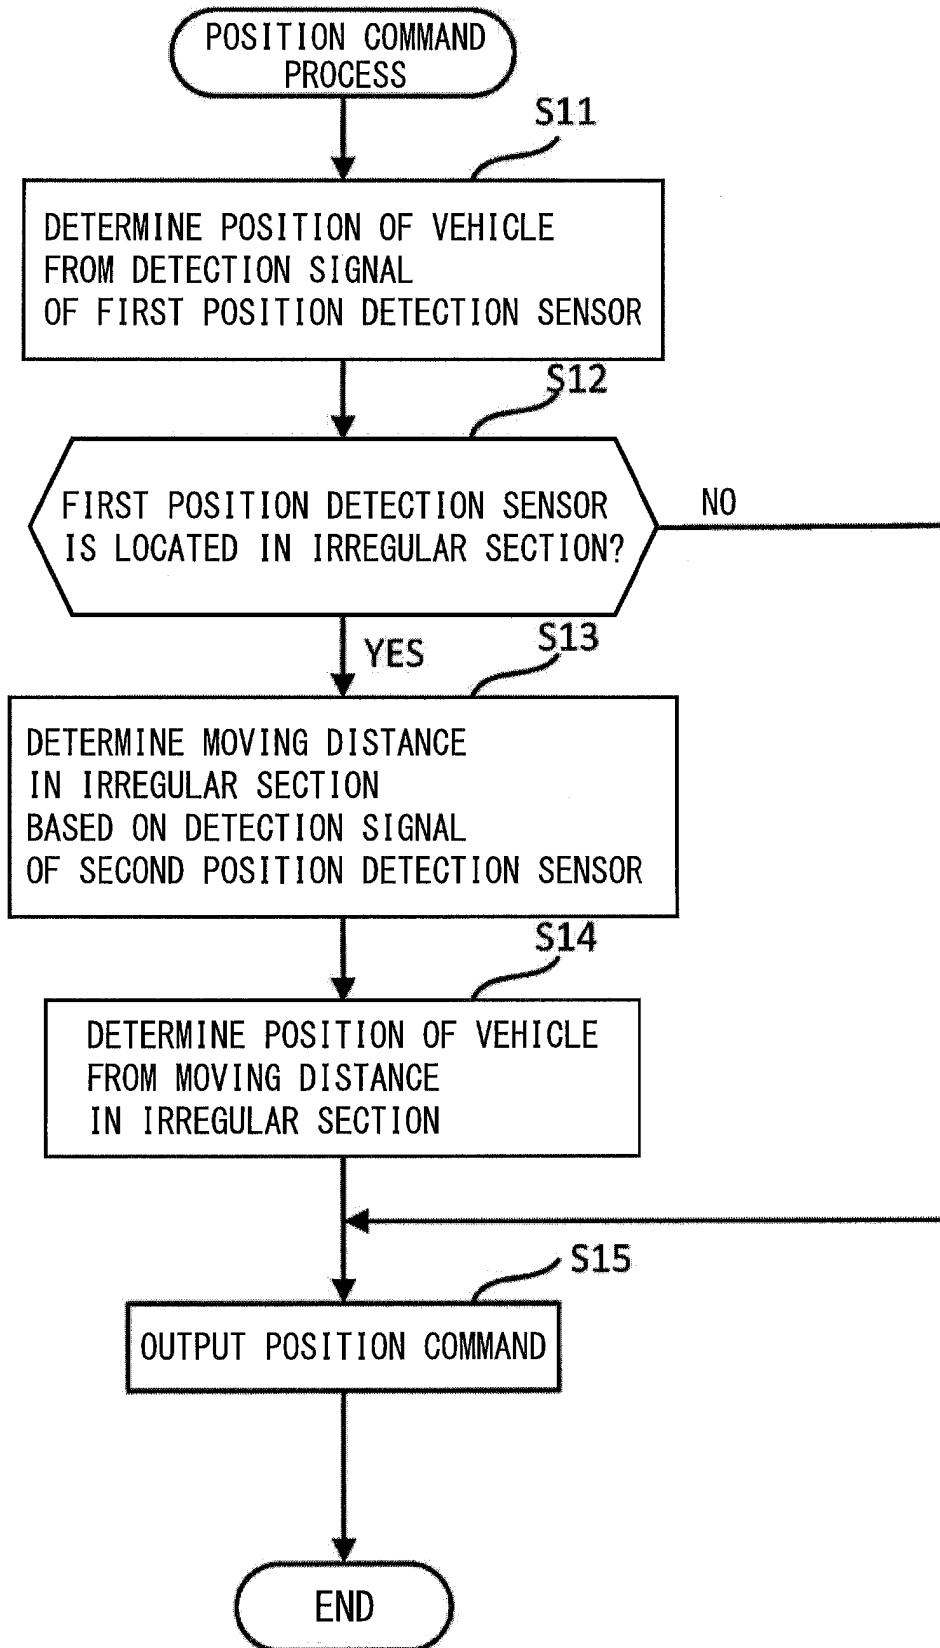 POSITION COMMAND
PROCESS
S11
DETERMINE POSITION OF VEHICLE
FROM DETECTION SIGNAL
OF FIRST POSITION DETECTION SENSOR
S12
FIRST POSITION DETECTION SENSOR
IS LOCATED IN IRREGULAR SECTION?
NO
YES
S13
DETERMINE MOVING DISTANCE
IN IRREGULAR SECTION
BASED ON DETECTION SIGNAL
OF SECOND POSITION DETECTION SENSOR
S14
DETERMINE POSITION OF VEHICLE
FROM MOVING DISTANCE
IN IRREGULAR SECTION
S15
OUTPUT POSITION COMMAND
END